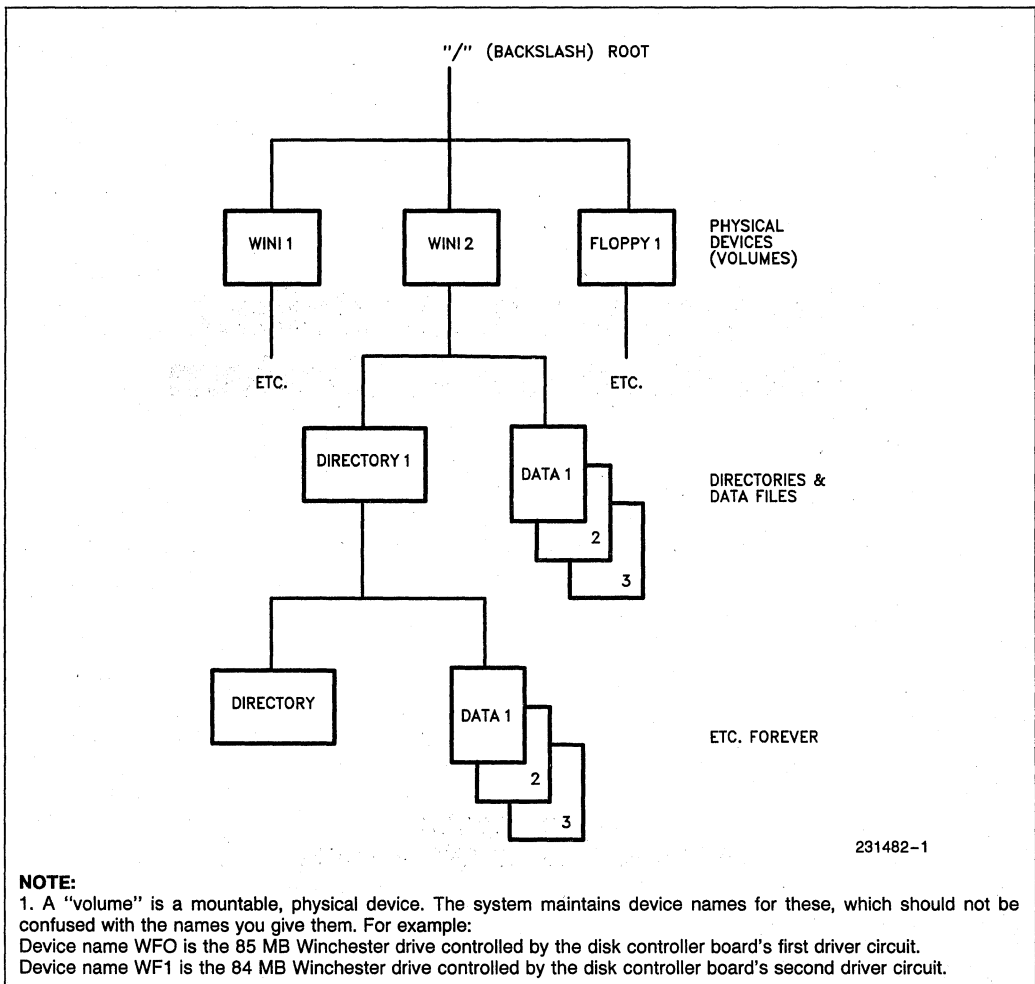 "/" (BACKSLASH) ROOT
WINI 1
WINI 2
FLOPPY 1
PHYSICAL
DEVICES
(VOLUMES)
ETC.
ETC.
DIRECTORY 1
DATA 1
2
3
DIRECTORIES &
DATA FILES
DIRECTORY
DATA 1
2
3
ETC. FOREVER
231482-1
NOTE:
1. A "volume" is a mountable, physical device. The system maintains device names for these, which should not be
confused with the names you give them. For example:
Device name WFO is the 85 MB Winchester drive controlled by the disk controller board's first driver circuit.
Device name WF1 is the 84 MB Winchester drive controlled by the disk controller board's second driver circuit.